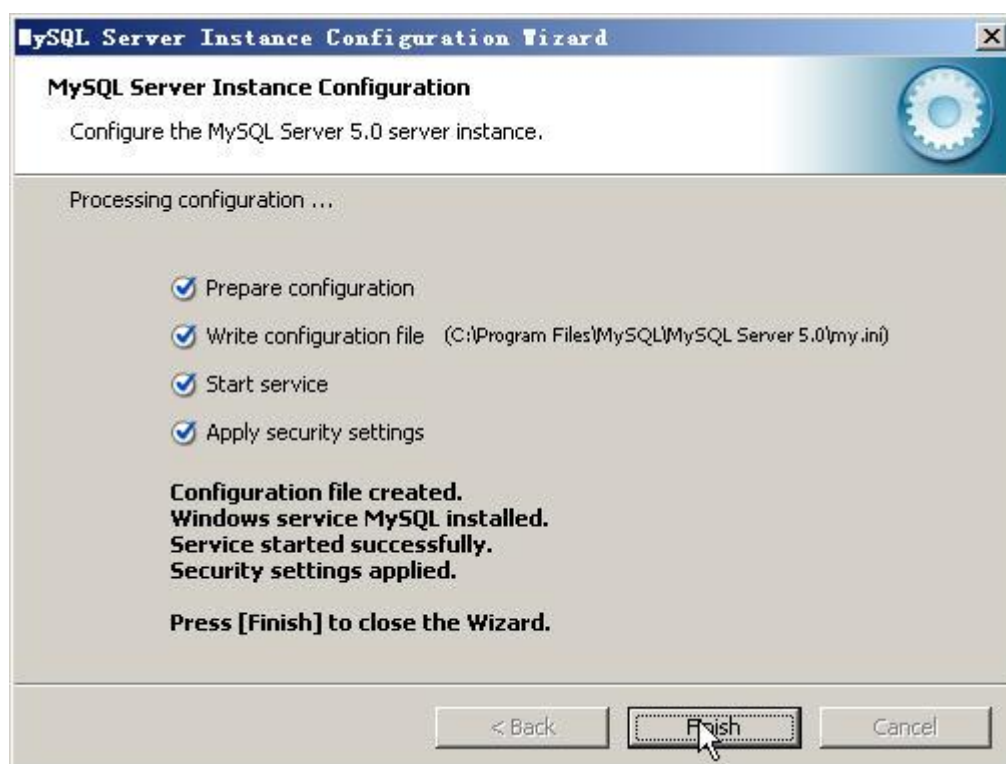 MySQL Server Instance Configuration Wizard
MySQL Server Instance Configuration
Configure the MySQL Server 5.0 server instance.
Processing configuration ...
Prepare configuration
Write configuration file (C:\Program Files\MySQL\MySQL Server 5.0\my.ini)
Start service
Apply security settings
Configuration file created.
Windows service MySQL installed.
Service started successfully.
Security settings applied.
Press [Finish] to close the Wizard.
< Back Finish Cancel